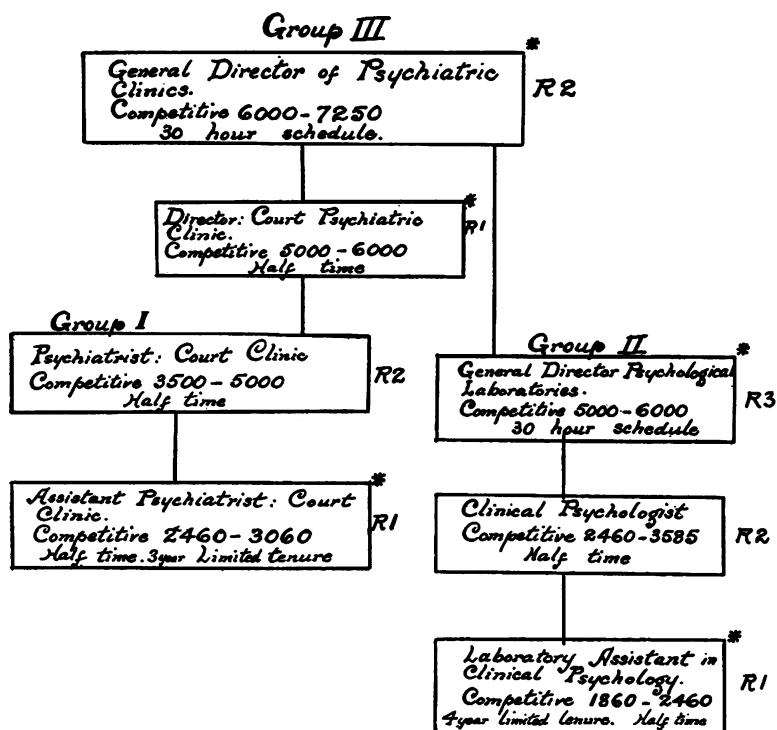 Group III
*
General Director of Psychiatric
Clinics.
Competitive 6000-7250
30 hour schedule.
R2
*
Director: Court Psychiatric
Clinic.
Competitive 5000-6000
Half time
R1
Group I
Psychiatrist: Court Clinic
Competitive 3500-5000
Half time
R2
*
Assistant Psychiatrist: Court
Clinic.
Competitive 2460-3060
Half time. 3year Limited tenure
R1
Group II
*
General Director Psychological
Laboratories.
Competitive 5000-6000
30 hour schedule
R3
Clinical Psychologist
Competitive 2460-3585
Half time
R2
*
Laboratory Assistant in
Clinical Psychology.
Competitive 1860-2460
4year limited tenure. Half time
R1